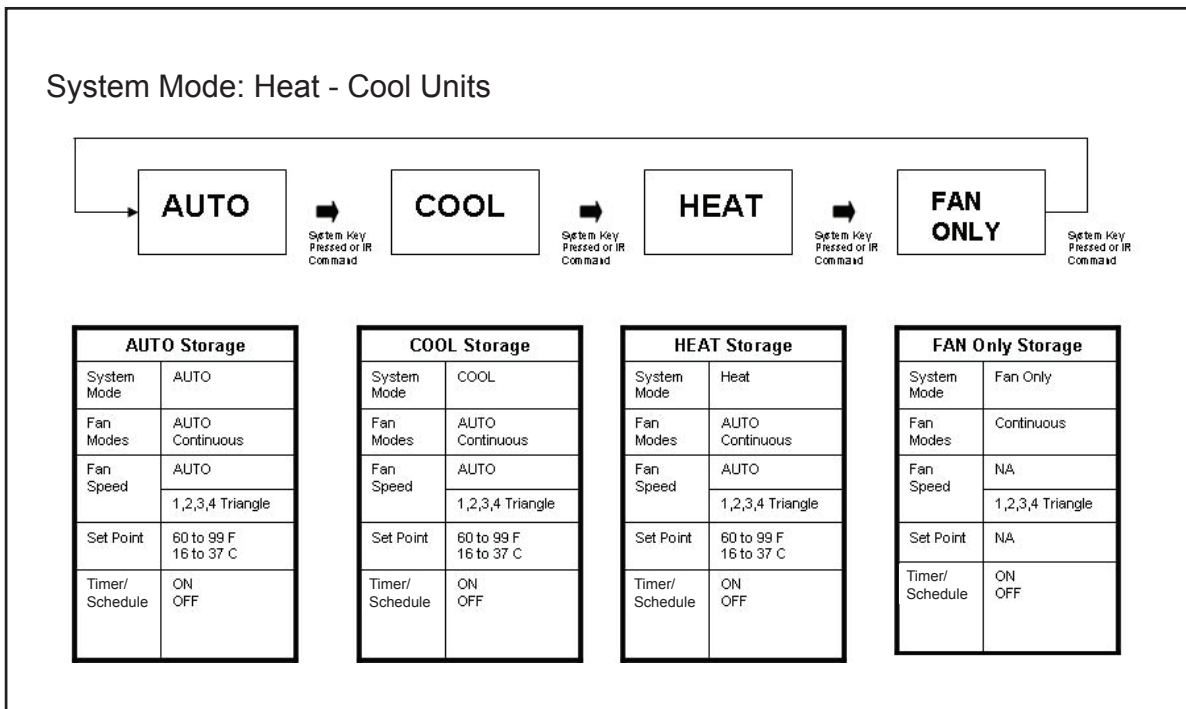 System Mode: Heat - Cool Units
AUTO
System Key
Pressed or IR
Command
COOL
System Key
Pressed or IR
Command
HEAT
System Key
Pressed or IR
Command
FAN
ONLY
System Key
Pressed or IR
Command
AUTO Storage
System
Mode
AUTO
Fan
Modes
AUTO
Continuous
Fan
Speed
AUTO
1,2,3,4 Triangle
Set Point
60 to 99 F
16 to 37 C
Timer/
Schedule
ON
OFF
COOL Storage
System
Mode
COOL
Fan
Modes
AUTO
Continuous
Fan
Speed
AUTO
1,2,3,4 Triangle
Set Point
60 to 99 F
16 to 37 C
Timer/
Schedule
ON
OFF
HEAT Storage
System
Mode
Heat
Fan
Modes
AUTO
Continuous
Fan
Speed
AUTO
1,2,3,4 Triangle
Set Point
60 to 99 F
16 to 37 C
Timer/
Schedule
ON
OFF
FAN Only Storage
System
Mode
Fan Only
Fan
Modes
Continuous
Fan
Speed
NA
1,2,3,4 Triangle
Set Point
NA
Timer/
Schedule
ON
OFF